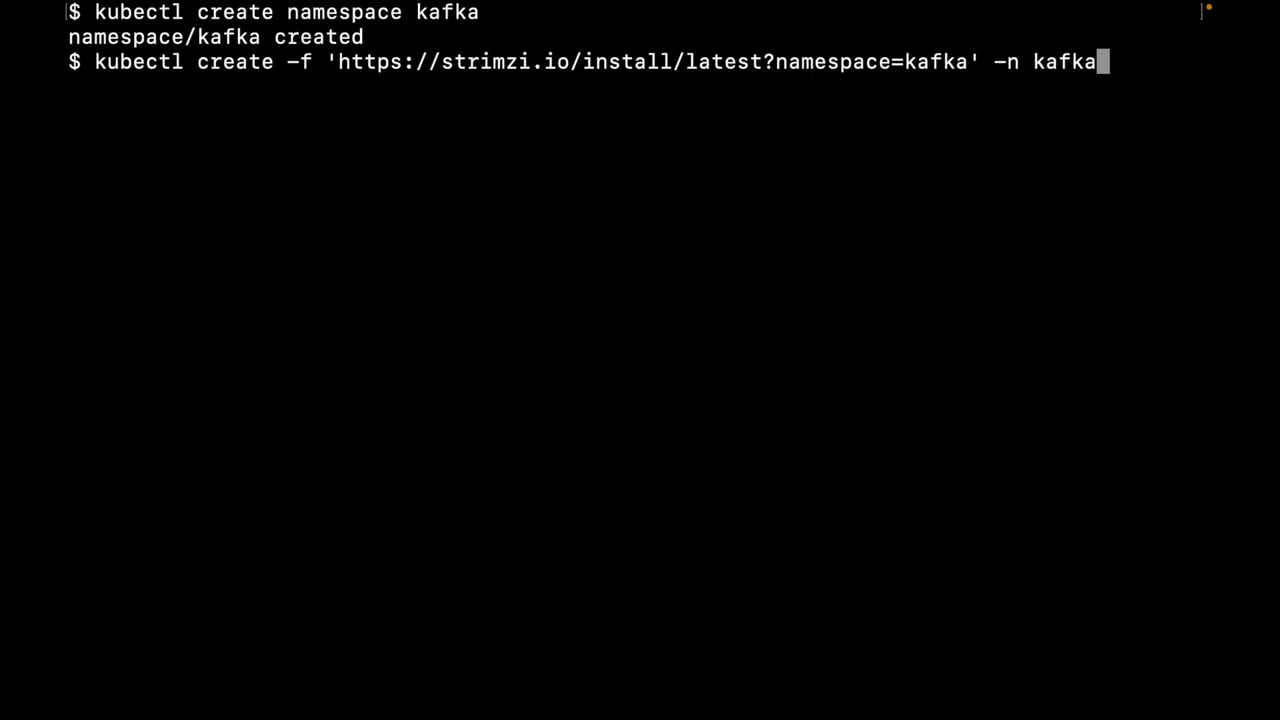 $ kubectl create namespace kafka
namespace/kafka created
$ kubectl create -f 'https://strimzi.io/install/latest?namespace=kafka' -n kafka